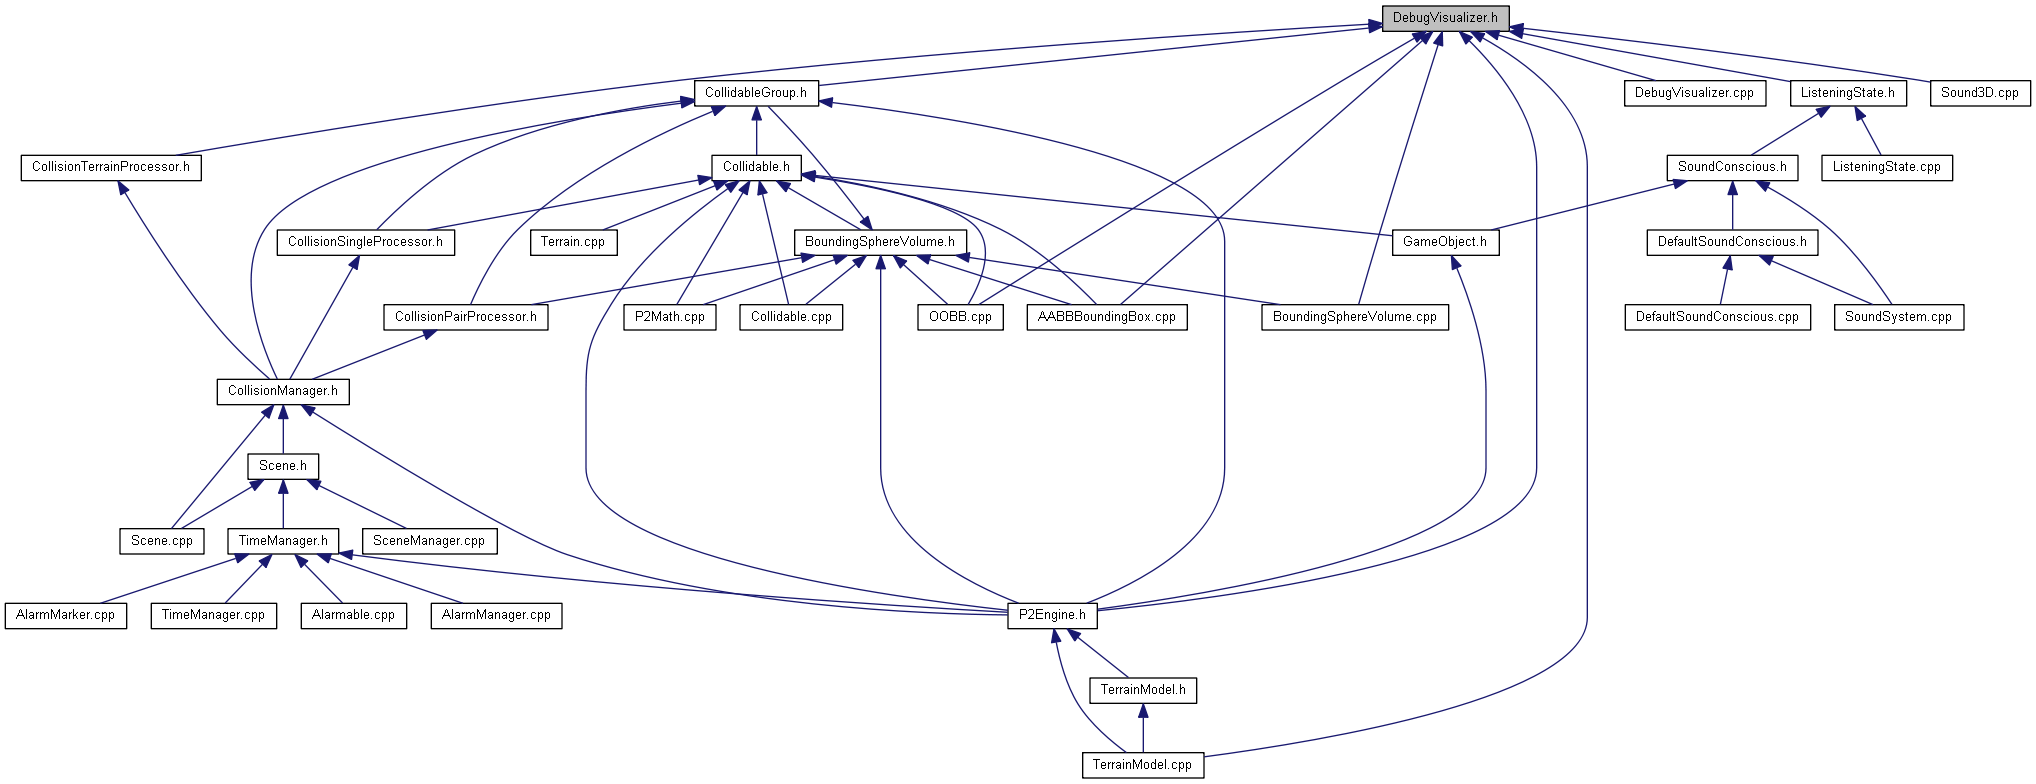 DebugVisualizer.h
CollidableGroup.h
DebugVisualizer.cpp
ListeningState.h
Sound3D.cpp
CollisionTerrainProcessor.h
Collidable.h
SoundConscious.h
ListeningState.cpp
CollisionSingleProcessor.h
Terrain.cpp
BoundingSphereVolume.h
GameObject.h
DefaultSoundConscious.h
CollisionPairProcessor.h
P2Math.cpp
Collidable.cpp
OOBB.cpp
AABBBoundingBox.cpp
BoundingSphereVolume.cpp
DefaultSoundConscious.cpp
SoundSystem.cpp
CollisionManager.h
Scene.h
Scene.cpp
TimeManager.h
SceneManager.cpp
AlarmMarker.cpp
TimeManager.cpp
Alarmable.cpp
AlarmManager.cpp
P2Engine.h
TerrainModel.h
TerrainModel.cpp